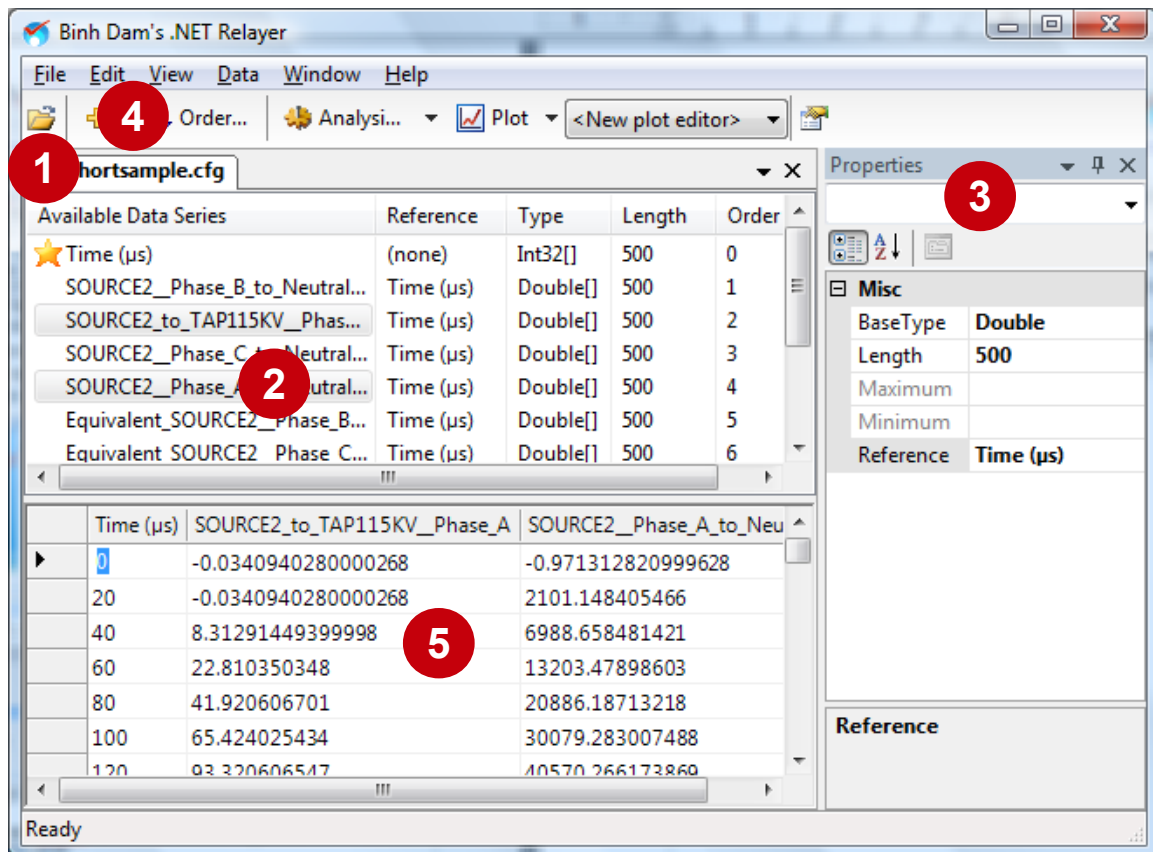 Binh Dam's .NET Relayer
File Edit View Data Window Help
4 Order... Analysi... Plot <New plot editor>
1 hortsample.cfg
Properties
3
Available Data Series Reference Type Length Order
Time (µs) (none) Int32[] 500 0
SOURCE2__Phase_B_to_Neutral... Time (µs) Double[] 500 1
SOURCE2_to_TAP115KV__Phas... Time (µs) Double[] 500 2
SOURCE2__Phase_C_to_Neutral... Time (µs) Double[] 500 3
SOURCE2__Phase_A 2 utral... Time (µs) Double[] 500 4
Equivalent_SOURCE2__Phase_B... Time (µs) Double[] 500 5
Equivalent_SOURCE2__Phase_C... Time (µs) Double[] 500 6
Misc
BaseType Double
Length 500
Maximum
Minimum
Reference Time (µs)
Time (µs) SOURCE2_to_TAP115KV__Phase_A SOURCE2__Phase_A_to_Neu
0 -0.0340940280000268 -0.971312820999628
20 -0.0340940280000268 2101.148405466
40 8.31291449399998 6988.658481421
5
60 22.810350348 13203.47898603
80 41.920606701 20886.18713218
100 65.424025434 30079.283007488
120 93.320606547 40570.266173869
Reference
Ready